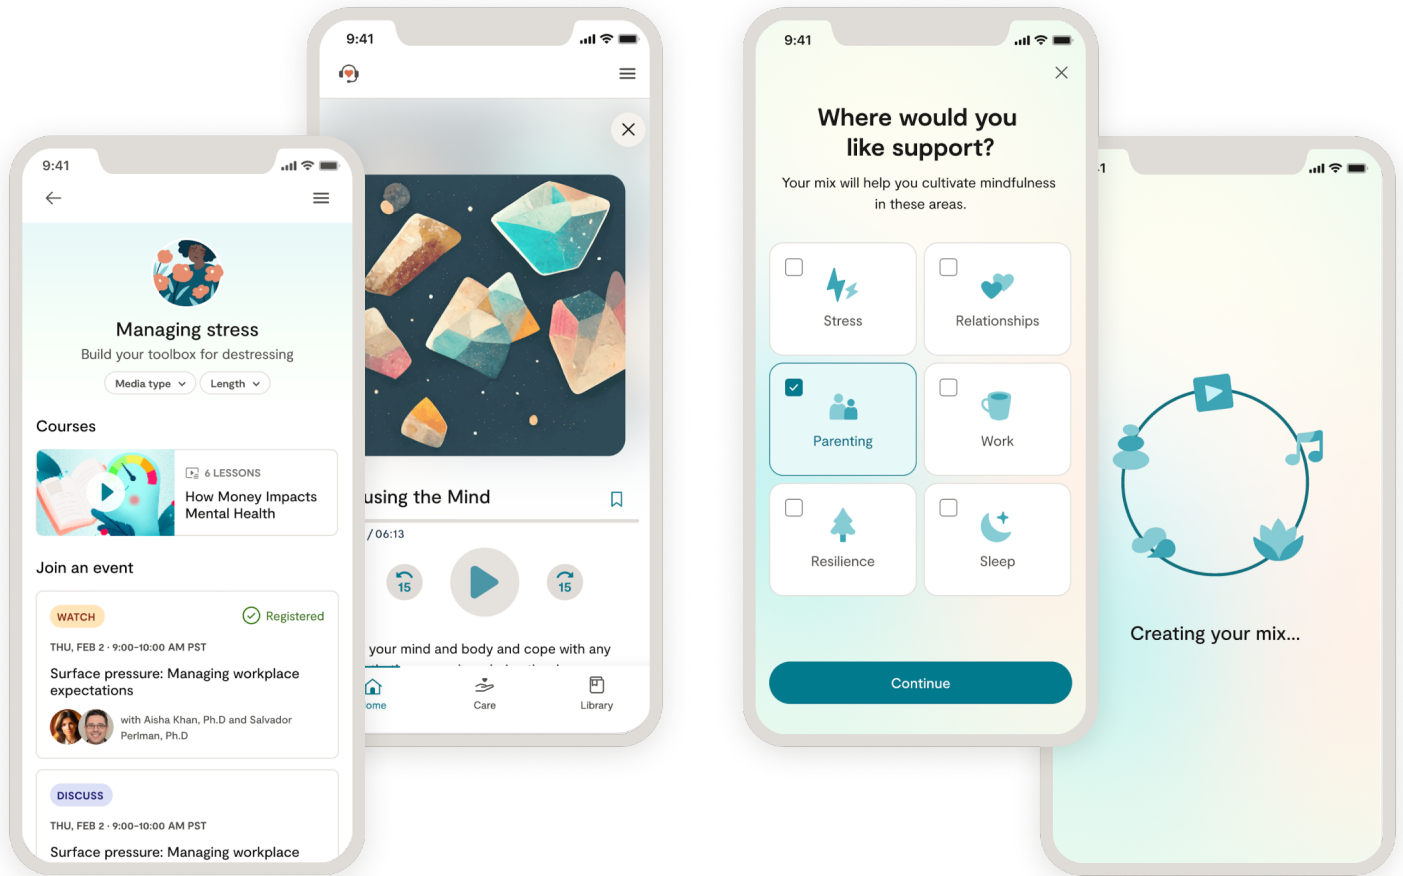 9:41
Managing stress
Build your toolbox for destressing
Media type
Length
Courses
6 LESSONS
How Money Impacts
Mental Health
Join an event
WATCH
Registered
THU, FEB 2 · 9:00-10:00 AM PST
Surface pressure: Managing workplace
expectations
with Aisha Khan, Ph.D and Salvador
Perlman, Ph.D
DISCUSS
THU, FEB 2 · 9:00-10:00 AM PST
Surface pressure: Managing workplace
9:41
using the Mind
/ 06:13
15
15
your mind and body and cope with any
ome
Care
Library
9:41
Where would you
like support?
Your mix will help you cultivate mindfulness
in these areas.
Stress
Relationships
Parenting
Work
Resilience
Sleep
Continue
1
Creating your mix...